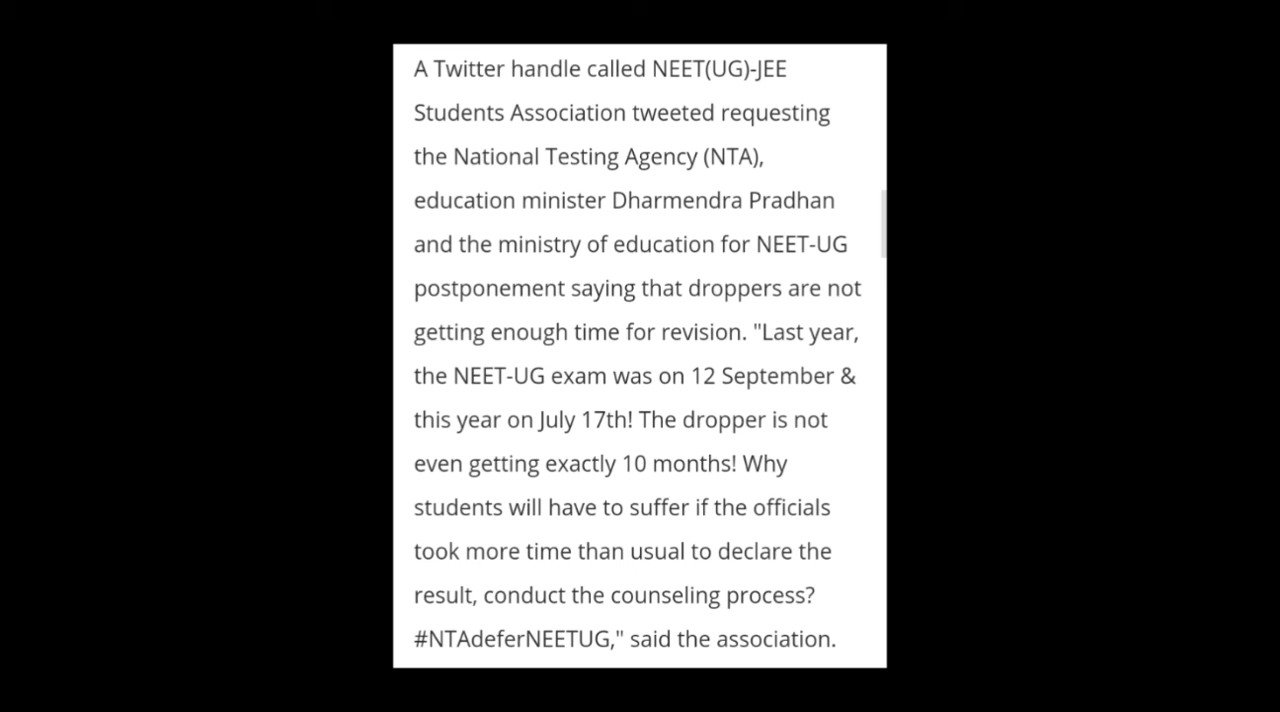 A Twitter handle called NEET(UG)-JEE
Students Association tweeted requesting
the National Testing Agency (NTA),
education minister Dharmendra Pradhan
and the ministry of education for NEET-UG
postponement saying that droppers are not
getting enough time for revision. "Last year,
the NEET-UG exam was on 12 September &
this year on July 17th! The dropper is not
even getting exactly 10 months! Why
students will have to suffer if the officials
took more time than usual to declare the
result, conduct the counseling process?
#NTAdeferNEETUG," said the association.